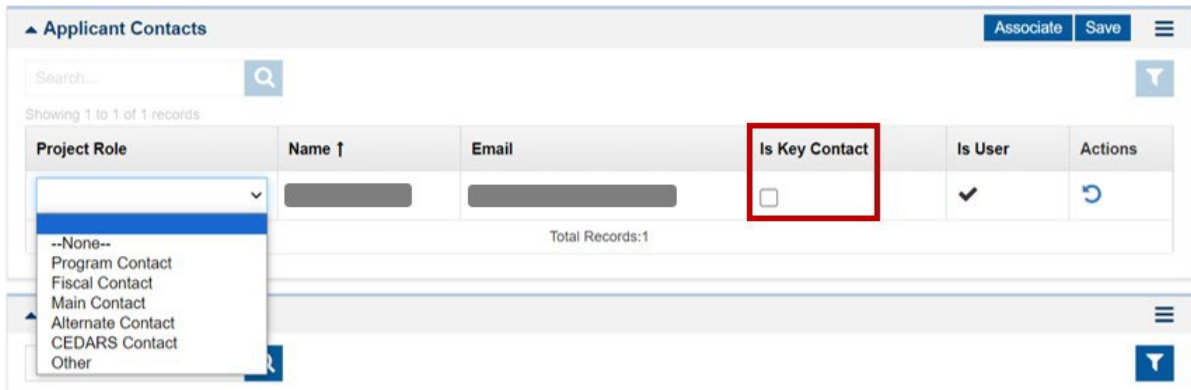 Applicant Contacts
Associate Save
Search...
Showing 1 to 1 of 1 records
Project Role Name ↑ Email Is Key Contact Is User Actions
Total Records:1
--None--
Program Contact
Fiscal Contact
Main Contact
Alternate Contact
CEDARS Contact
Other